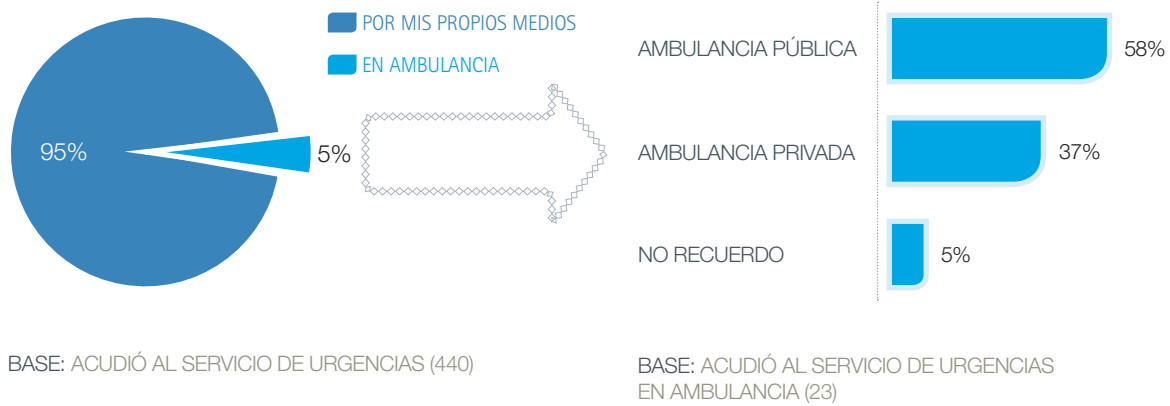 POR MIS PROPIOS MEDIOS
EN AMBULANCIA
95%
5%
AMBULANCIA PÚBLICA
58%
AMBULANCIA PRIVADA
37%
NO RECUERDO
5%
BASE: ACUDIÓ AL SERVICIO DE URGENCIAS (440)
BASE: ACUDIÓ AL SERVICIO DE URGENCIAS
EN AMBULANCIA (23)